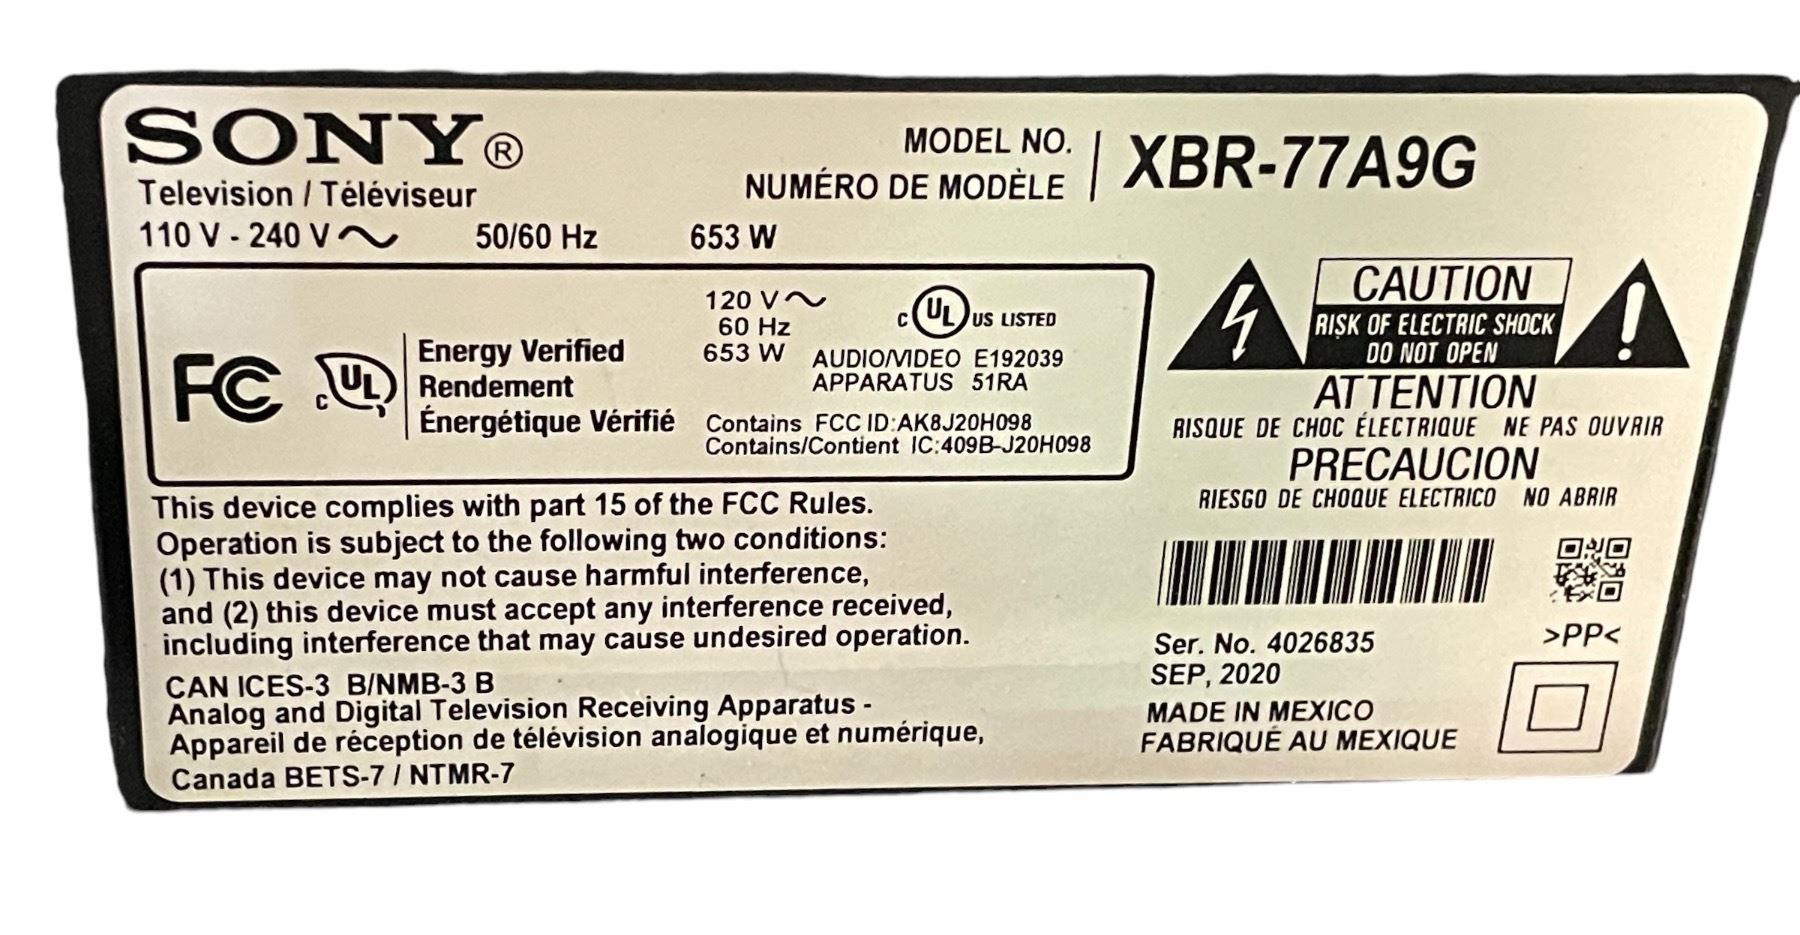 SONY®
MODEL NO.
NUMÉRO DE MODÈLE
XBR-77A9G
Television / Téléviseur
110 V - 240 V ~ 50/60 Hz 653 W
FC
C UL
Energy Verified
Rendement
Énergétique Vérifié
120 V ~
60 Hz
653 W
C UL US LISTED
AUDIO/VIDEO E192039
APPARATUS 51RA
Contains FCC ID:AK8J20H098
Contains/Contient IC:409B-J20H098
CAUTION
RISK OF ELECTRIC SHOCK
DO NOT OPEN
ATTENTION
RISQUE DE CHOC ÉLECTRIQUE NE PAS OUVRIR
PRECAUCION
RIESGO DE CHOQUE ELECTRICO NO ABRIR
This device complies with part 15 of the FCC Rules.
Operation is subject to the following two conditions:
(1) This device may not cause harmful interference,
and (2) this device must accept any interference received,
including interference that may cause undesired operation.
CAN ICES-3 B/NMB-3 B
Analog and Digital Television Receiving Apparatus -
Appareil de réception de télévision analogique et numérique,
Canada BETS-7 / NTMR-7
Ser. No. 4026835
SEP, 2020
>PP<
MADE IN MEXICO
FABRIQUÉ AU MEXIQUE